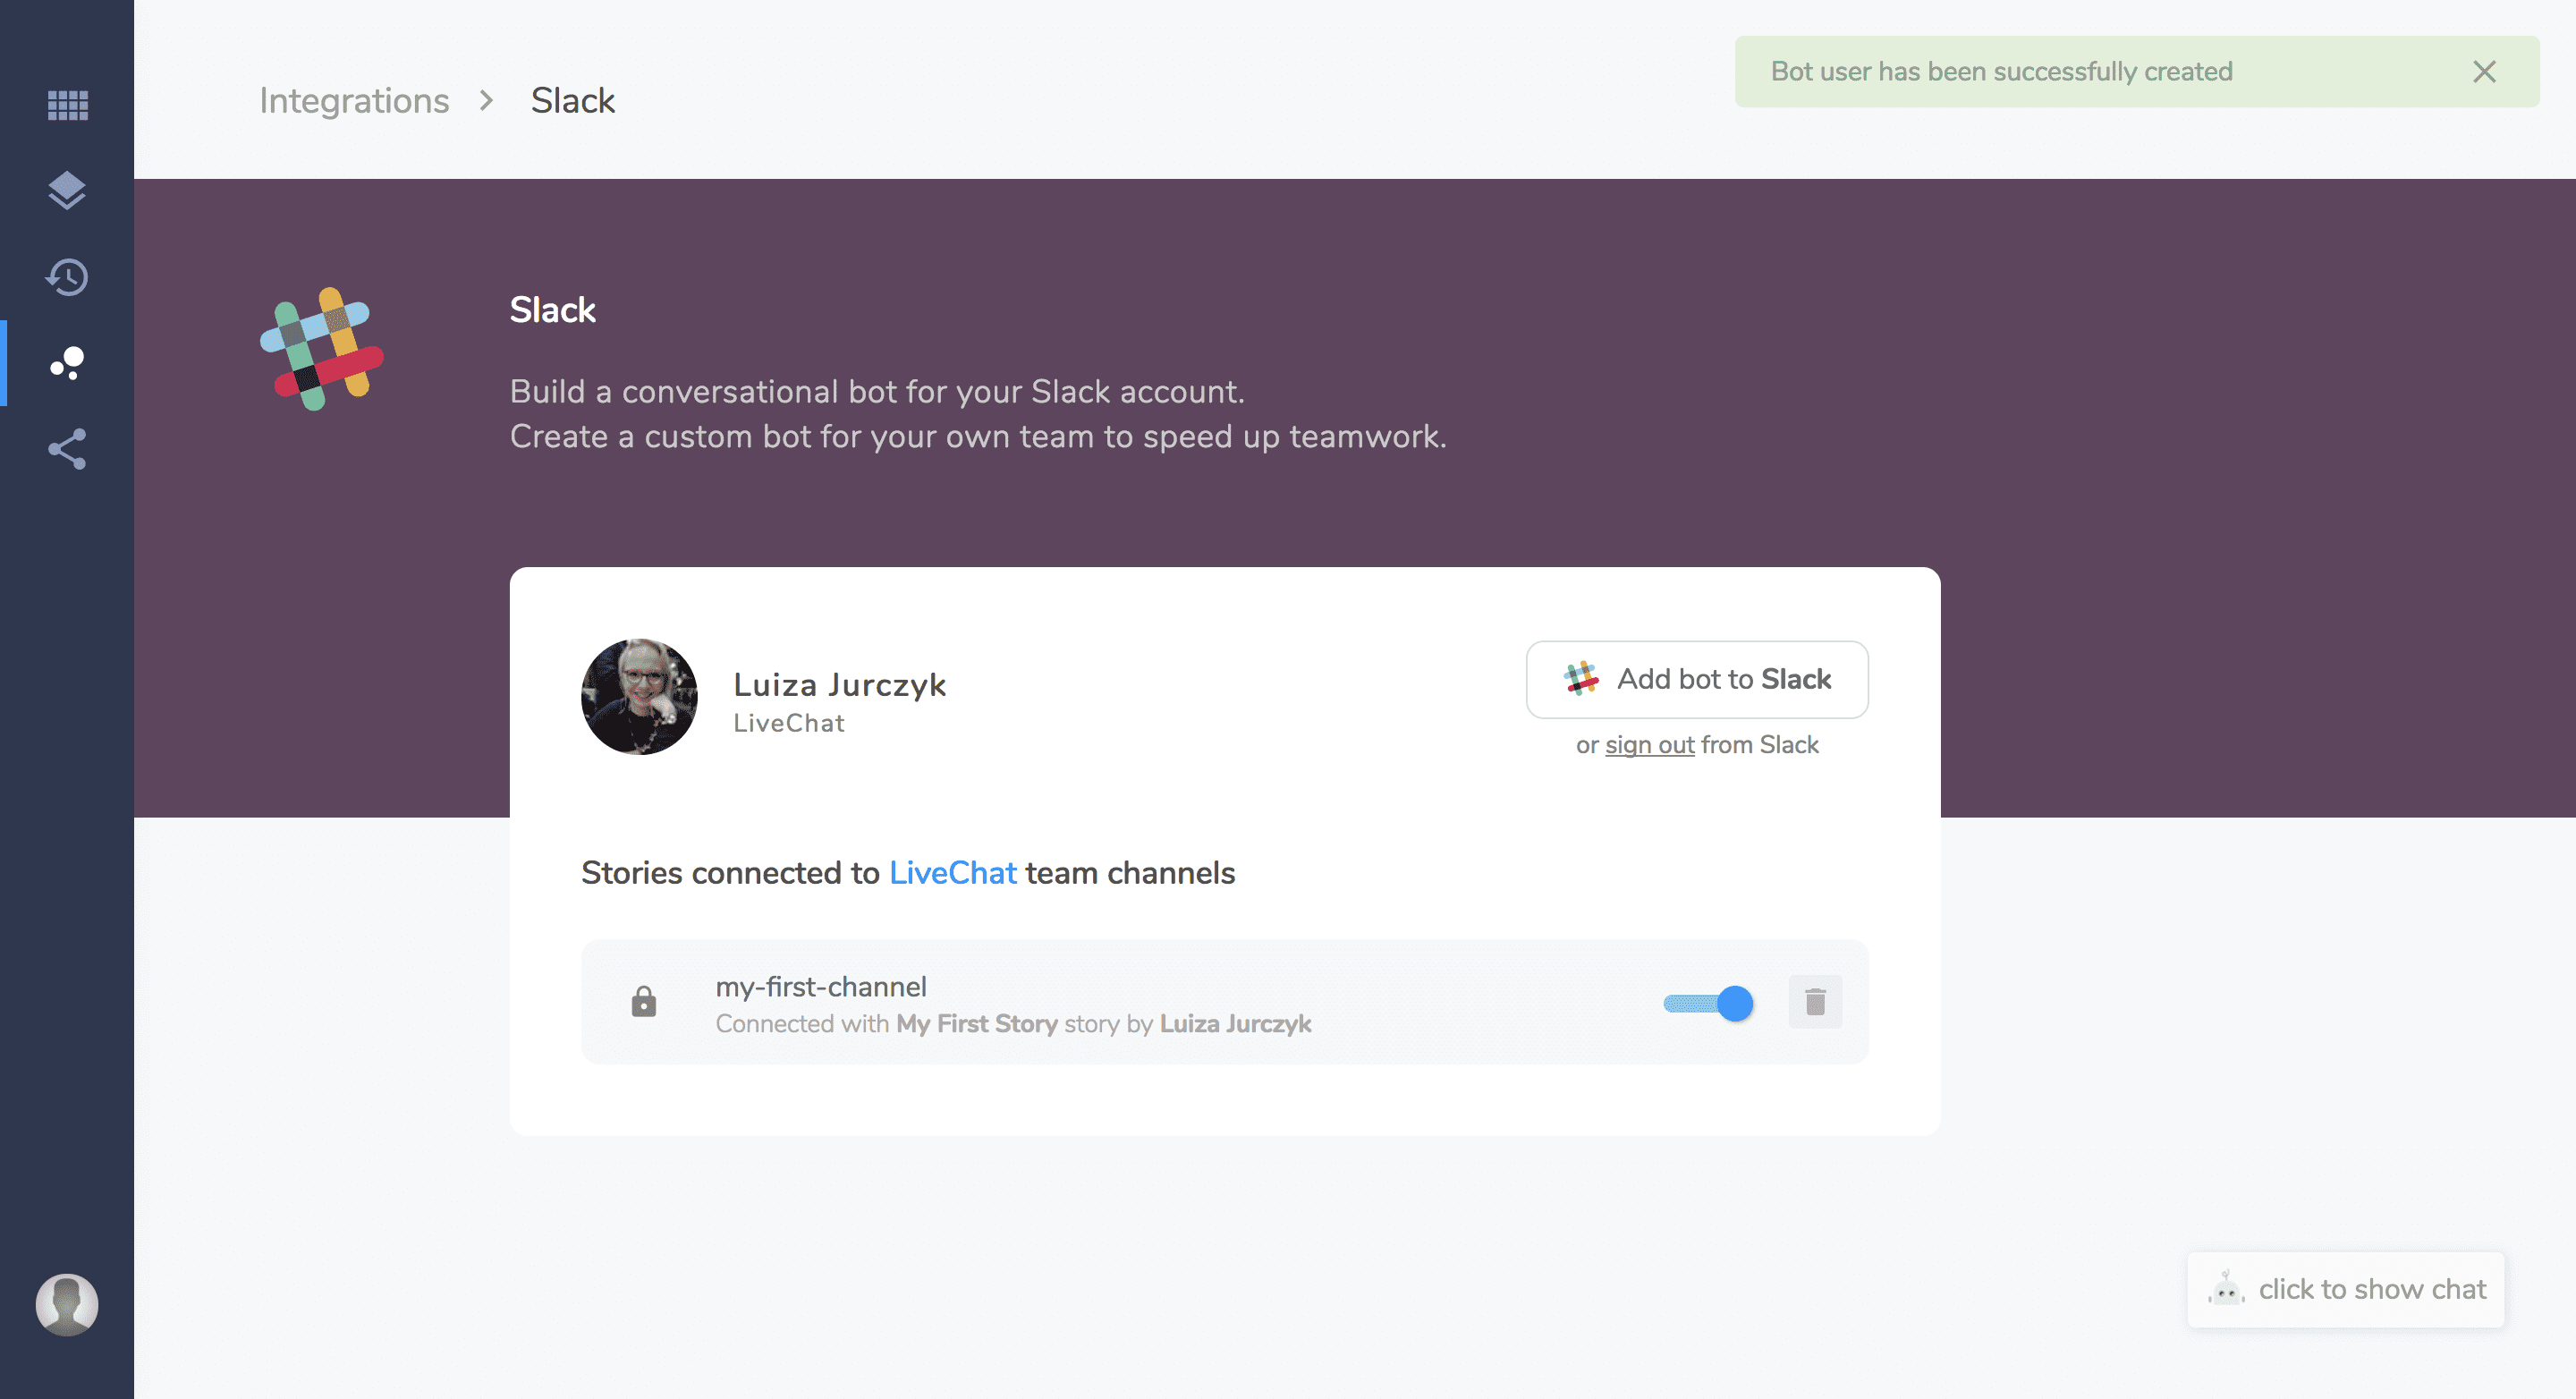 Integrations > Slack
Bot user has been successfully created
Slack
Build a conversational bot for your Slack account.
Create a custom bot for your own team to speed up teamwork.
Luiza Jurczyk
LiveChat
Add bot to Slack
or sign out from Slack
Stories connected to LiveChat team channels
my-first-channel
Connected with My First Story story by Luiza Jurczyk
click to show chat